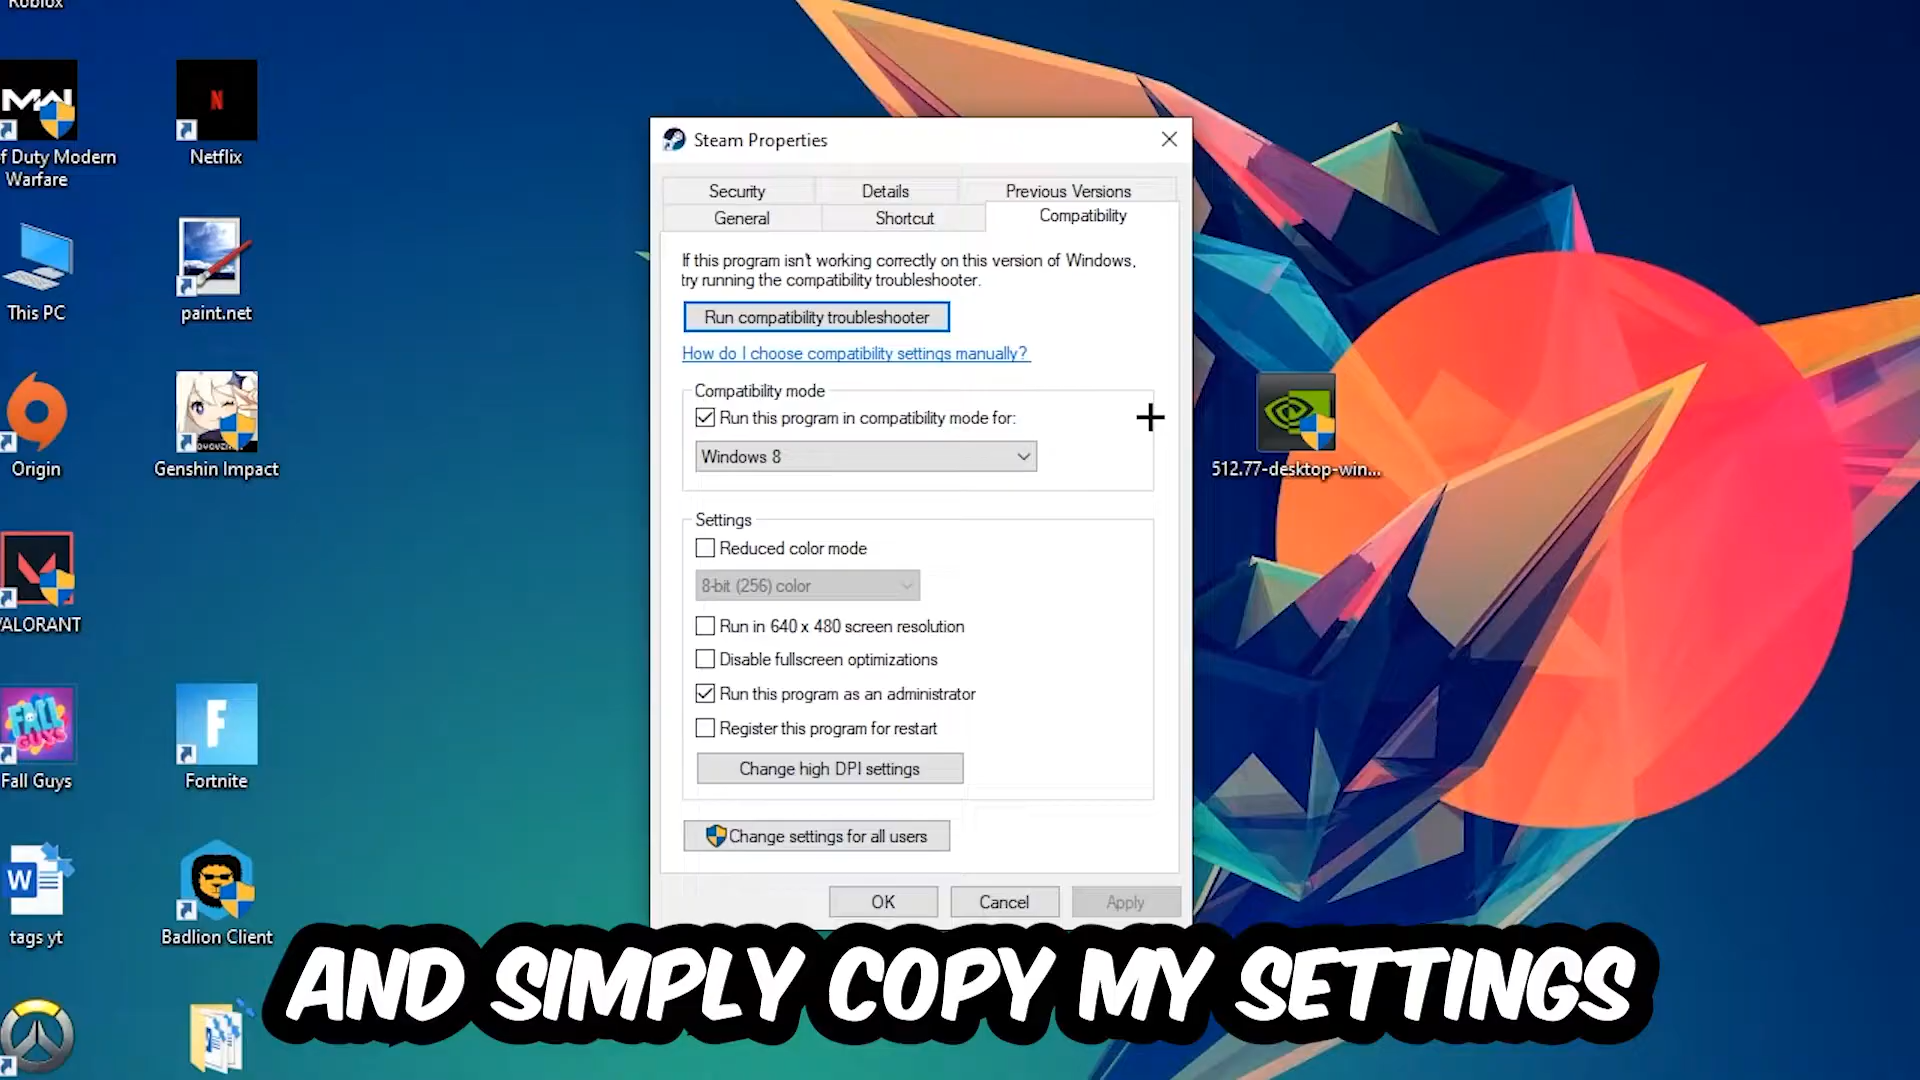 Roblox
MW
f Duty Modern
Warfare
N
Netflix
This PC
paint.net
Origin
Genshin Impact
VALORANT
FALL
GUYS
Fall Guys
F
Fortnite
W
tags yt
Badlion Client
Steam Properties
Security
Details
Previous Versions
General
Shortcut
Compatibility
If this program isn't working correctly on this version of Windows,
try running the compatibility troubleshooter.
Run compatibility troubleshooter
How do I choose compatibility settings manually?
Compatibility mode
Run this program in compatibility mode for:
Windows 8
Settings
Reduced color mode
8-bit (256) color
Run in 640 x 480 screen resolution
Disable fullscreen optimizations
Run this program as an administrator
Register this program for restart
Change high DPI settings
Change settings for all users
OK
Cancel
Apply
512.77-desktop-win...
AND SIMPLY COPY MY SETTINGS